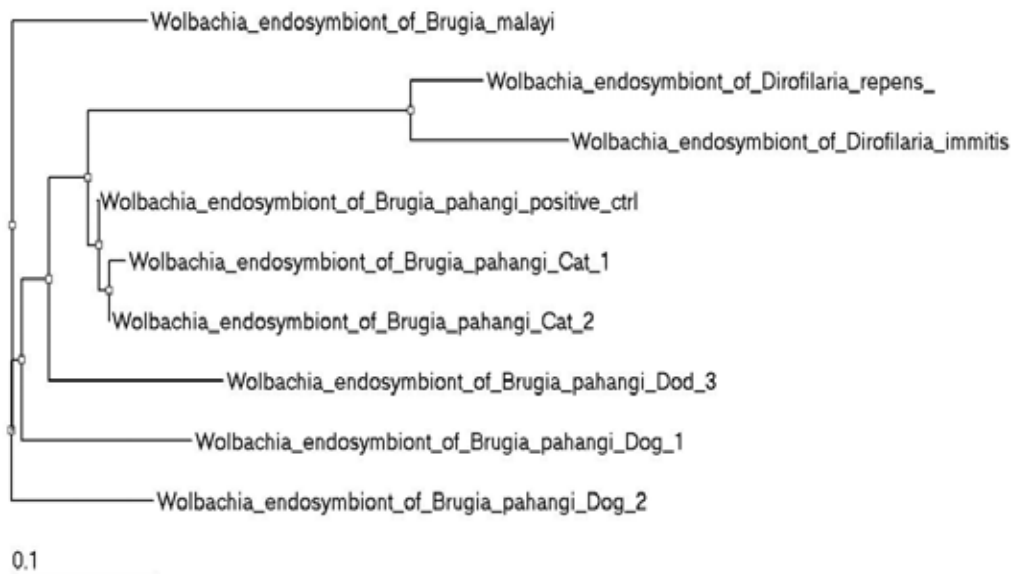 Wolbachia_endosymbiont_of_Brugia_malayi
Wolbachia_endosymbiont_of_Dirofilaria_repens_
Wolbachia_endosymbiont_of_Dirofilaria_immitis
Wolbachia_endosymbiont_of_Brugia_pahangi_positive_ctrl
Wolbachia_endosymbiont_of_Brugia_pahangi_Cat_1
Wolbachia_endosymbiont_of_Brugia_pahangi_Cat_2
Wolbachia_endosymbiont_of_Brugia_pahangi_Dod_3
Wolbachia_endosymbiont_of_Brugia_pahangi_Dog_1
Wolbachia_endosymbiont_of_Brugia_pahangi_Dog_2
0.1